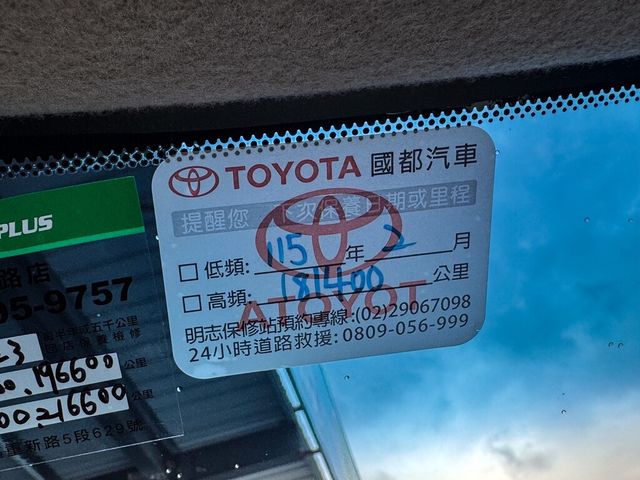 TOYOTA 國都汽車
提醒您 下次保養日期或里程
□ 低頻: 115 年 2 月
□ 高頻: 181400 公里
ATOYOT
明志保修站預約專線:(02)29067098
24小時道路救援: 0809-056-999
PLUS
路店
05-9757
-3
196600 公里
216600 公里
新路5段629號